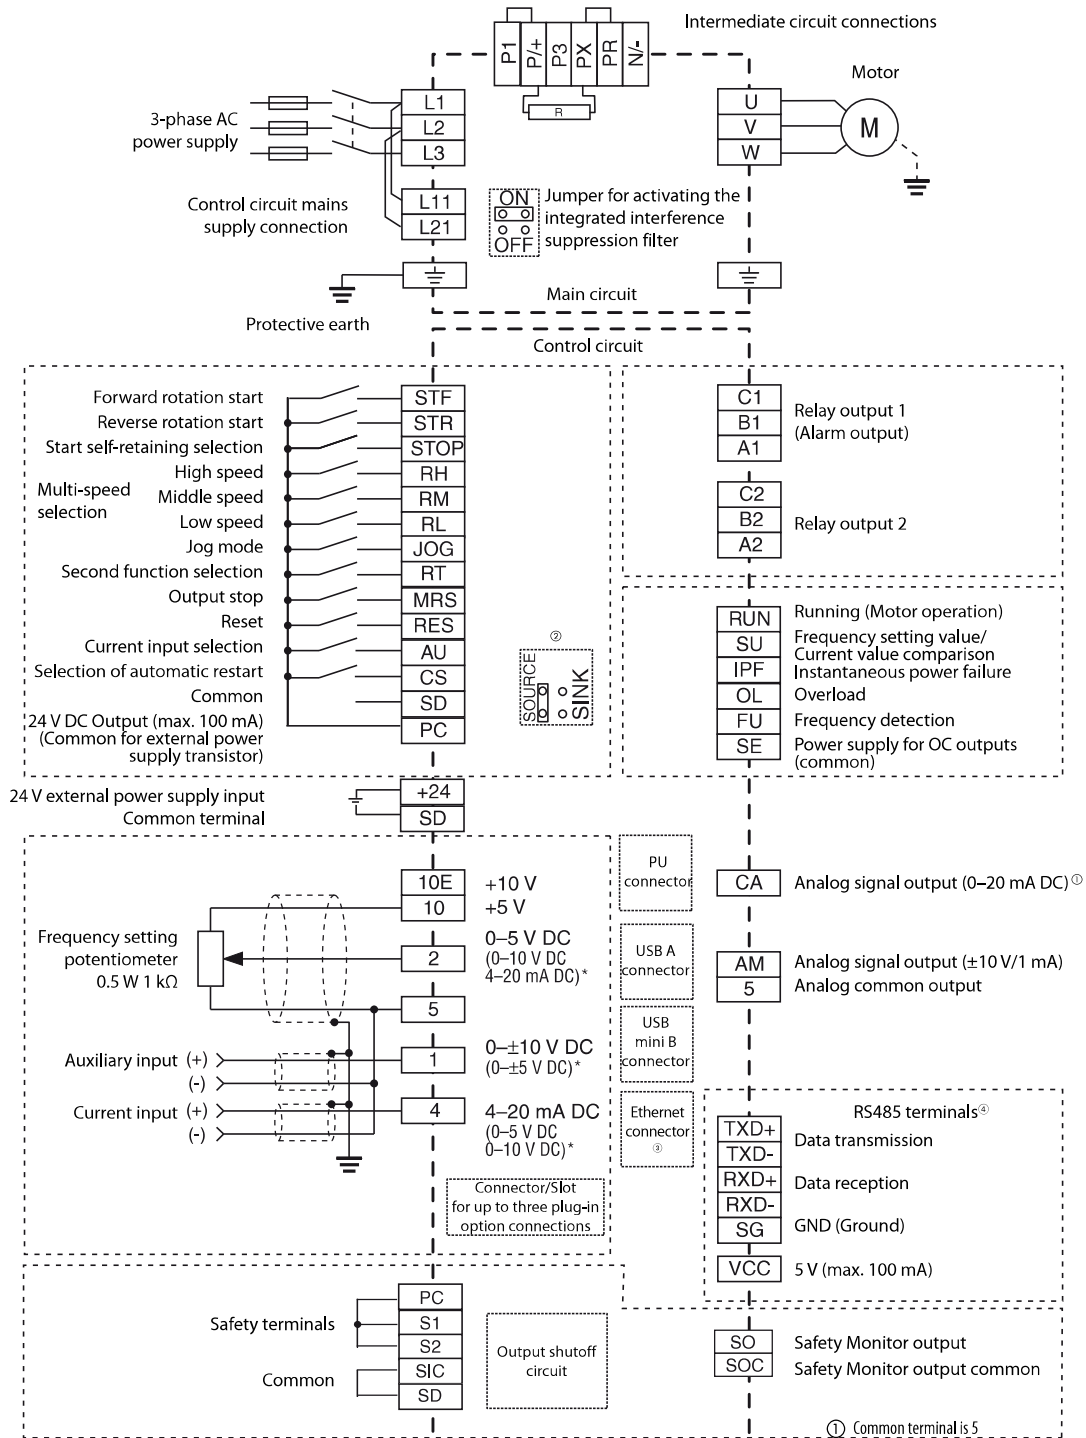 Intermediate circuit connections
P1
P/+
P3
PX
PR
N/-
R
3-phase AC
power supply
L1
L2
L3
Control circuit mains
supply connection
L11
L21
ON
OFF
Jumper for activating the
integrated interference
suppression filter
Motor
U
V
W
M
Protective earth
Main circuit
Control circuit
Forward rotation start
STF
Reverse rotation start
STR
Start self-retaining selection
STOP
Multi-speed
selection
High speed
RH
Middle speed
RM
Low speed
RL
Jog mode
JOG
Second function selection
RT
Output stop
MRS
Reset
RES
Current input selection
AU
Selection of automatic restart
CS
Common
SD
24 V DC Output (max. 100 mA)
(Common for external power
supply transistor)
PC
②
SOURCE
SINK
C1
B1
A1
Relay output 1
(Alarm output)
C2
B2
A2
Relay output 2
RUN
Running (Motor operation)
SU
Frequency setting value/
Current value comparison
IPF
Instantaneous power failure
OL
Overload
FU
Frequency detection
SE
Power supply for OC outputs
(common)
24 V external power supply input
+24
Common terminal
SD
10E
+10 V
10
+5 V
Frequency setting
potentiometer
0.5 W 1 kΩ
2
0–5 V DC
(0–10 V DC
4–20 mA DC)*
5
Auxiliary input (+)
(-)
1
0–±10 V DC
(0–±5 V DC)*
Current input (+)
(-)
4
4–20 mA DC
(0–5 V DC
0–10 V DC)*
Connector/Slot
for up to three plug-in
option connections
PU
connector
USB A
connector
USB
mini B
connector
Ethernet
connector
③
CA
Analog signal output (0–20 mA DC)①
AM
Analog signal output (±10 V/1 mA)
5
Analog common output
RS485 terminals④
TXD+
TXD-
Data transmission
RXD+
RXD-
Data reception
SG
GND (Ground)
VCC
5 V (max. 100 mA)
Safety terminals
PC
S1
S2
Common
SIC
SD
Output shutoff
circuit
SO
Safety Monitor output
SOC
Safety Monitor output common
① Common terminal is 5